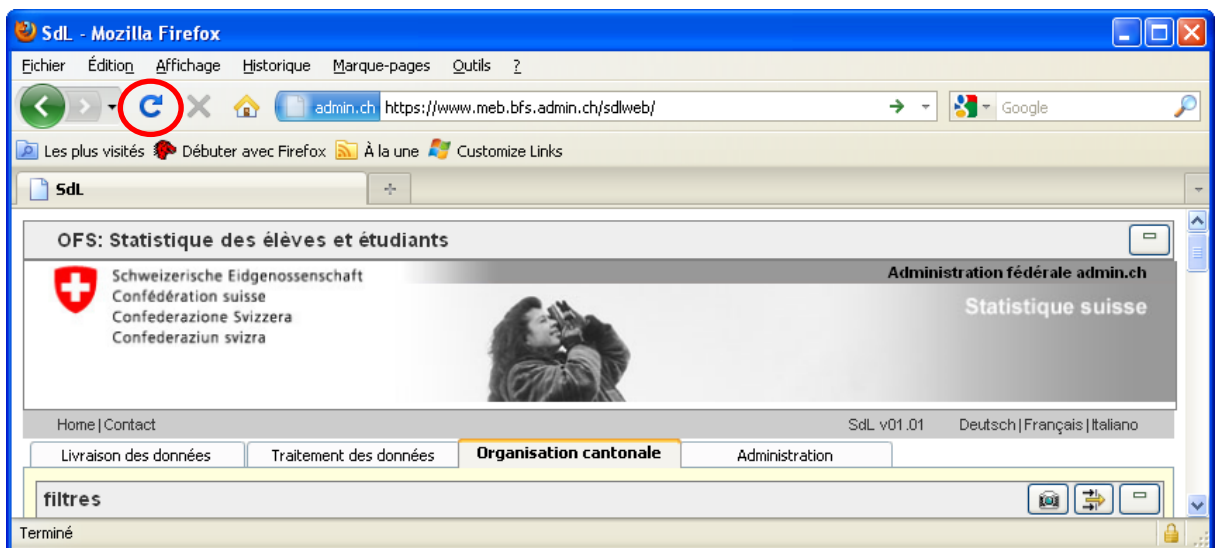 SdL - Mozilla Firefox
Fichier Édition Affichage Historique Marque-pages Outils ?
admin.ch https://www.meb.bfs.admin.ch/sdlweb/ Google
Les plus visités Débuter avec Firefox À la une Customize Links
SdL
OFS: Statistique des élèves et étudiants
Schweizerische Eidgenossenschaft
Confédération suisse
Confederazione Svizzera
Confederaziun svizra
Administration fédérale admin.ch
Statistique suisse
Home | Contact SdL v01.01 Deutsch | Français | Italiano
Livraison des données Traitement des données Organisation cantonale Administration
filtres
Terminé